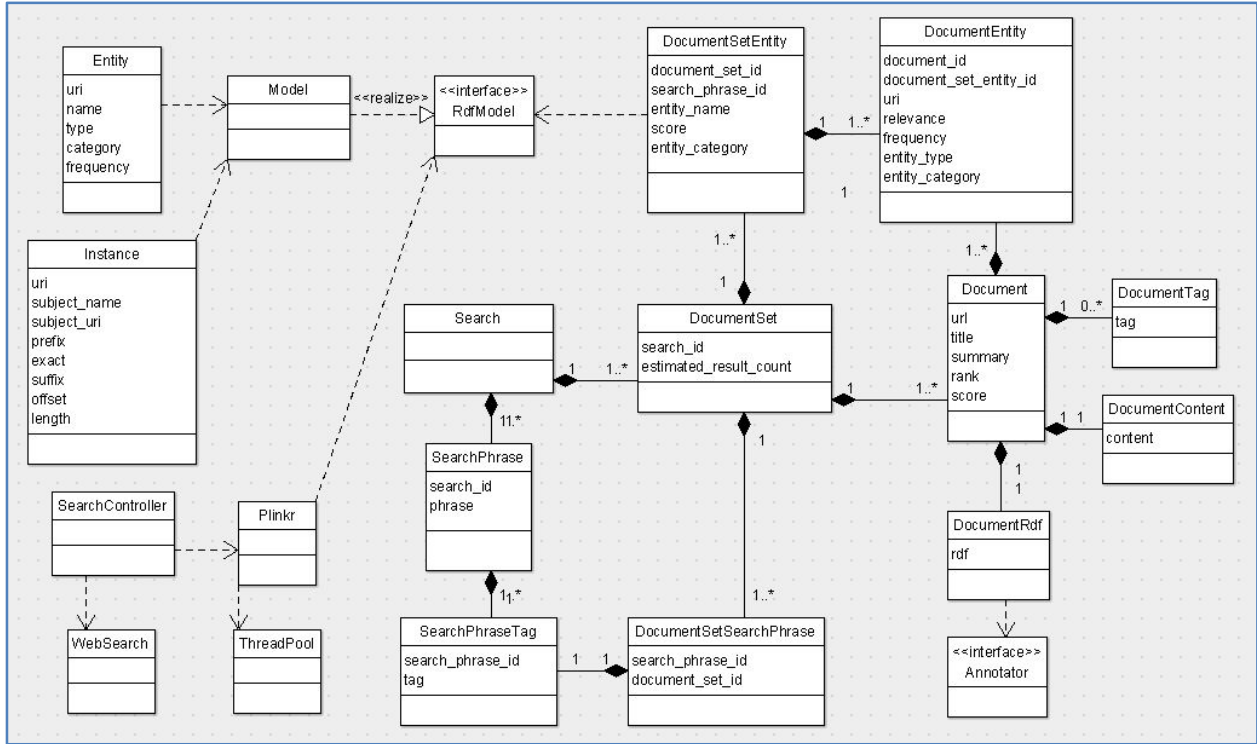 Entity
uri
name
type
category
frequency
Model
<<realize>>
<<interface>>
RdfModel
DocumentSetEntity
document_set_id
search_phrase_id
entity_name
score
entity_category
1
1..*
DocumentEntity
document_id
document_set_entity_id
uri
relevance
frequency
entity_type
entity_category
1
1..*
1
1..*
Instance
uri
subject_name
subject_uri
prefix
exact
suffix
offset
length
Search
1
1..*
DocumentSet
search_id
estimated_result_count
1
1..*
Document
url
title
summary
rank
score
1
0..*
DocumentTag
tag
1
1
DocumentContent
content
11.*
1
SearchPhrase
search_id
phrase
1
1
SearchController
Plinkr
DocumentRdf
rdf
11.*
1..*
WebSearch
ThreadPool
SearchPhraseTag
search_phrase_id
tag
1
1
DocumentSetSearchPhrase
search_phrase_id
document_set_id
<<interface>>
Annotator